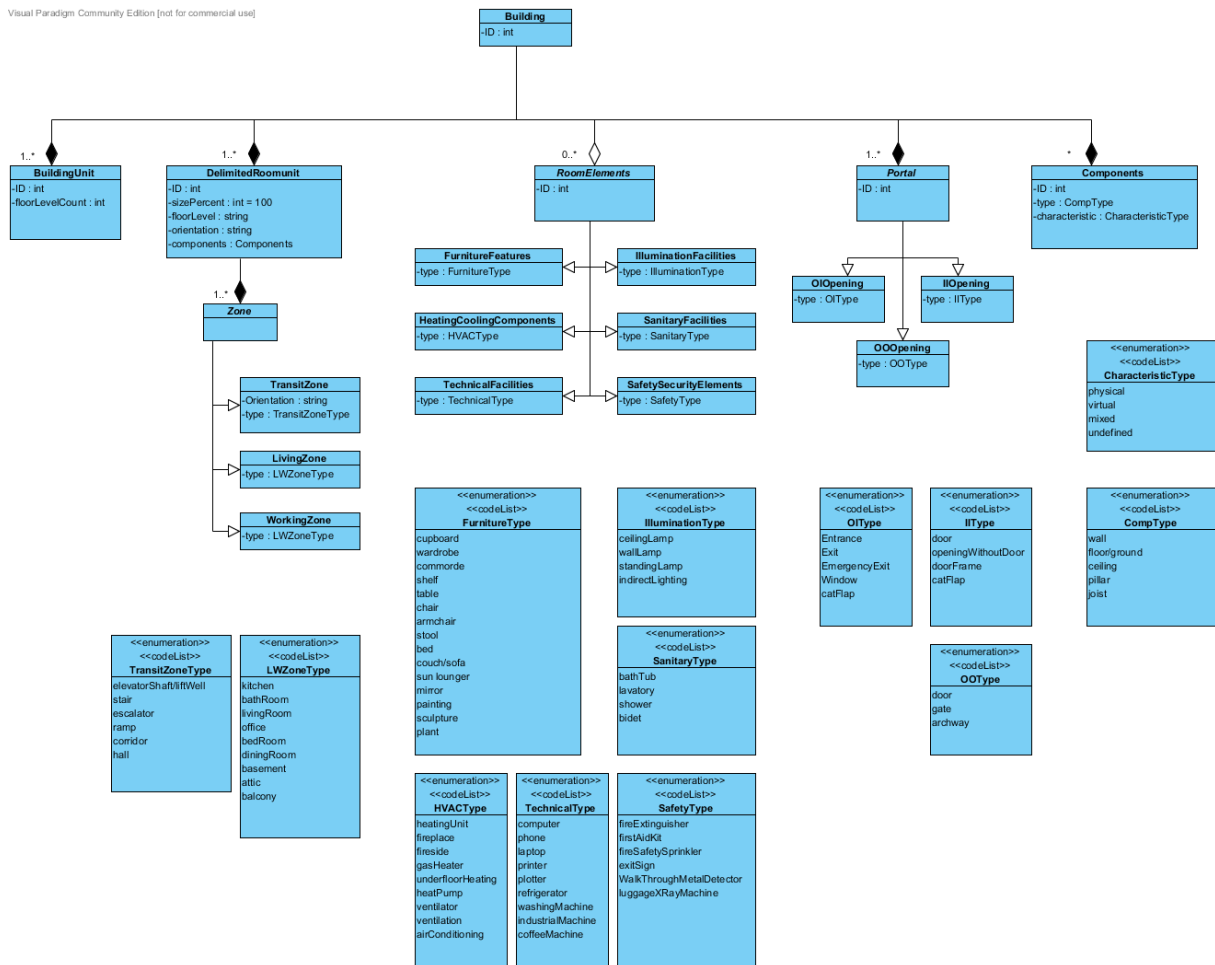 Visual Paradigm Community Edition [not for commercial use]
Building
-ID : int
1..*
BuildingUnit
-ID : int
-floorLevelCount : int
1..*
DelimitedRoomunit
-ID : int
-sizePercent : int = 100
-floorLevel : string
-orientation : string
-components : Components
0..*
RoomElements
-ID : int
1..*
Portal
-ID : int
*
Components
-ID : int
-type : CompType
-characteristic : CharacteristicType
1..*
Zone
TransitZone
-Orientation : string
-type : TransitZoneType
LivingZone
-type : LWZoneType
WorkingZone
-type : LWZoneType
FurnitureFeatures
-type : FurnitureType
IlluminationFacilities
-type : IlluminationType
HeatingCoolingComponents
-type : HVACType
SanitaryFacilities
-type : SanitaryType
TechnicalFacilities
-type : TechnicalType
SafetySecurityElements
-type : SafetyType
OIOpening
-type : OIType
IIOpening
-type : IIType
OOOpening
-type : OOType
<<enumeration>>
<<codeList>>
CharacteristicType
physical
virtual
mixed
undefined
<<enumeration>>
<<codeList>>
FurnitureType
cupboard
wardrobe
commorde
shelf
table
chair
armchair
stool
bed
couch/sofa
sun lounger
mirror
painting
sculpture
plant
<<enumeration>>
<<codeList>>
IlluminationType
ceilingLamp
wallLamp
standingLamp
indirectLighting
<<enumeration>>
<<codeList>>
OIType
Entrance
Exit
EmergencyExit
Window
catFlap
<<enumeration>>
<<codeList>>
IIType
door
openingWithoutDoor
doorFrame
catFlap
<<enumeration>>
<<codeList>>
CompType
wall
floor/ground
ceiling
pillar
joist
<<enumeration>>
<<codeList>>
TransitZoneType
elevatorShaft/liftWell
stair
escalator
ramp
corridor
hall
<<enumeration>>
<<codeList>>
LWZoneType
kitchen
bathRoom
livingRoom
office
bedRoom
diningRoom
basement
attic
balcony
<<enumeration>>
<<codeList>>
SanitaryType
bathTub
lavatory
shower
bidet
<<enumeration>>
<<codeList>>
OOType
door
gate
archway
<<enumeration>>
<<codeList>>
HVACType
heatingUnit
fireplace
fireside
gasHeater
underfloorHeating
heatPump
ventilator
ventilation
airConditioning
<<enumeration>>
<<codeList>>
TechnicalType
computer
phone
laptop
printer
plotter
refrigerator
washingMachine
industrialMachine
coffeeMachine
<<enumeration>>
<<codeList>>
SafetyType
fireExtinguisher
firstAidKit
fireSafetySprinkler
exitSign
WalkThroughMetalDetector
luggageXRayMachine